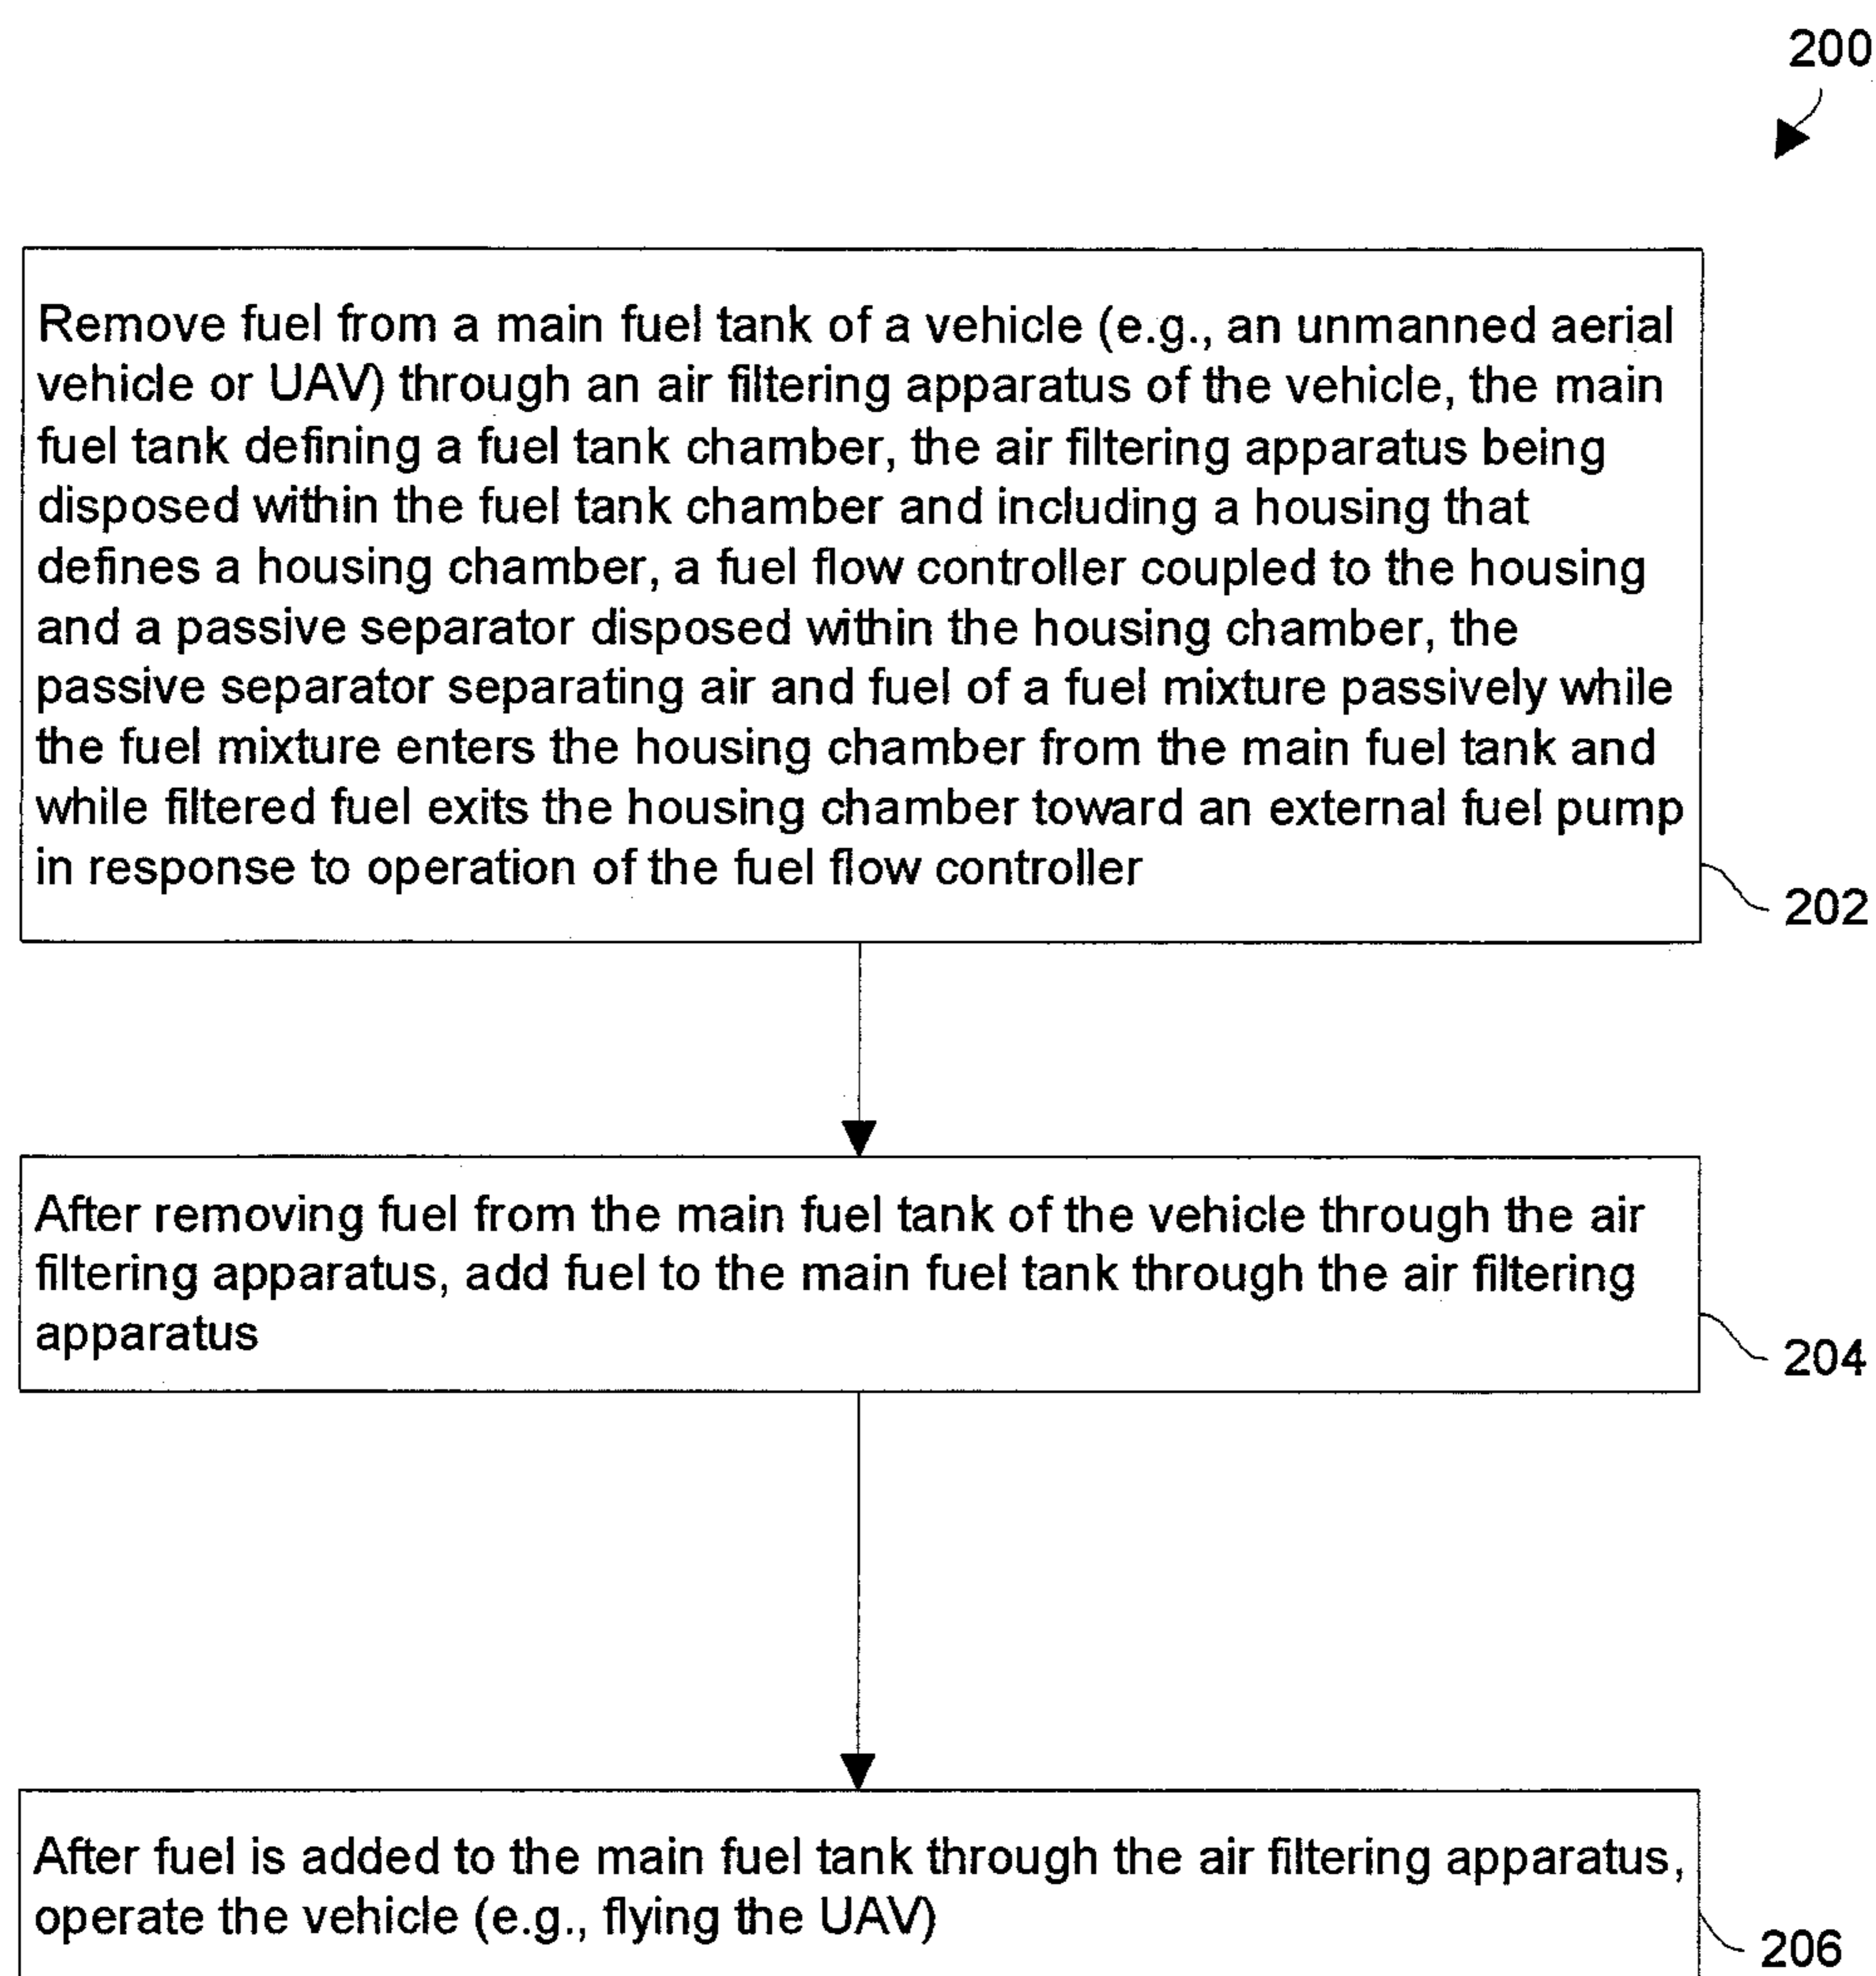 200
Remove fuel from a main fuel tank of a vehicle (e.g., an unmanned aerial
vehicle or UAV) through an air filtering apparatus of the vehicle, the main
fuel tank defining a fuel tank chamber, the air filtering apparatus being
disposed within the fuel tank chamber and including a housing that
defines a housing chamber, a fuel flow controller coupled to the housing
and a passive separator disposed within the housing chamber, the
passive separator separating air and fuel of a fuel mixture passively while
the fuel mixture enters the housing chamber from the main fuel tank and
while filtered fuel exits the housing chamber toward an external fuel pump
in response to operation of the fuel flow controller
202
After removing fuel from the main fuel tank of the vehicle through the air
filtering apparatus, add fuel to the main fuel tank through the air filtering
apparatus
204
After fuel is added to the main fuel tank through the air filtering apparatus,
operate the vehicle (e.g., flying the UAV)
206